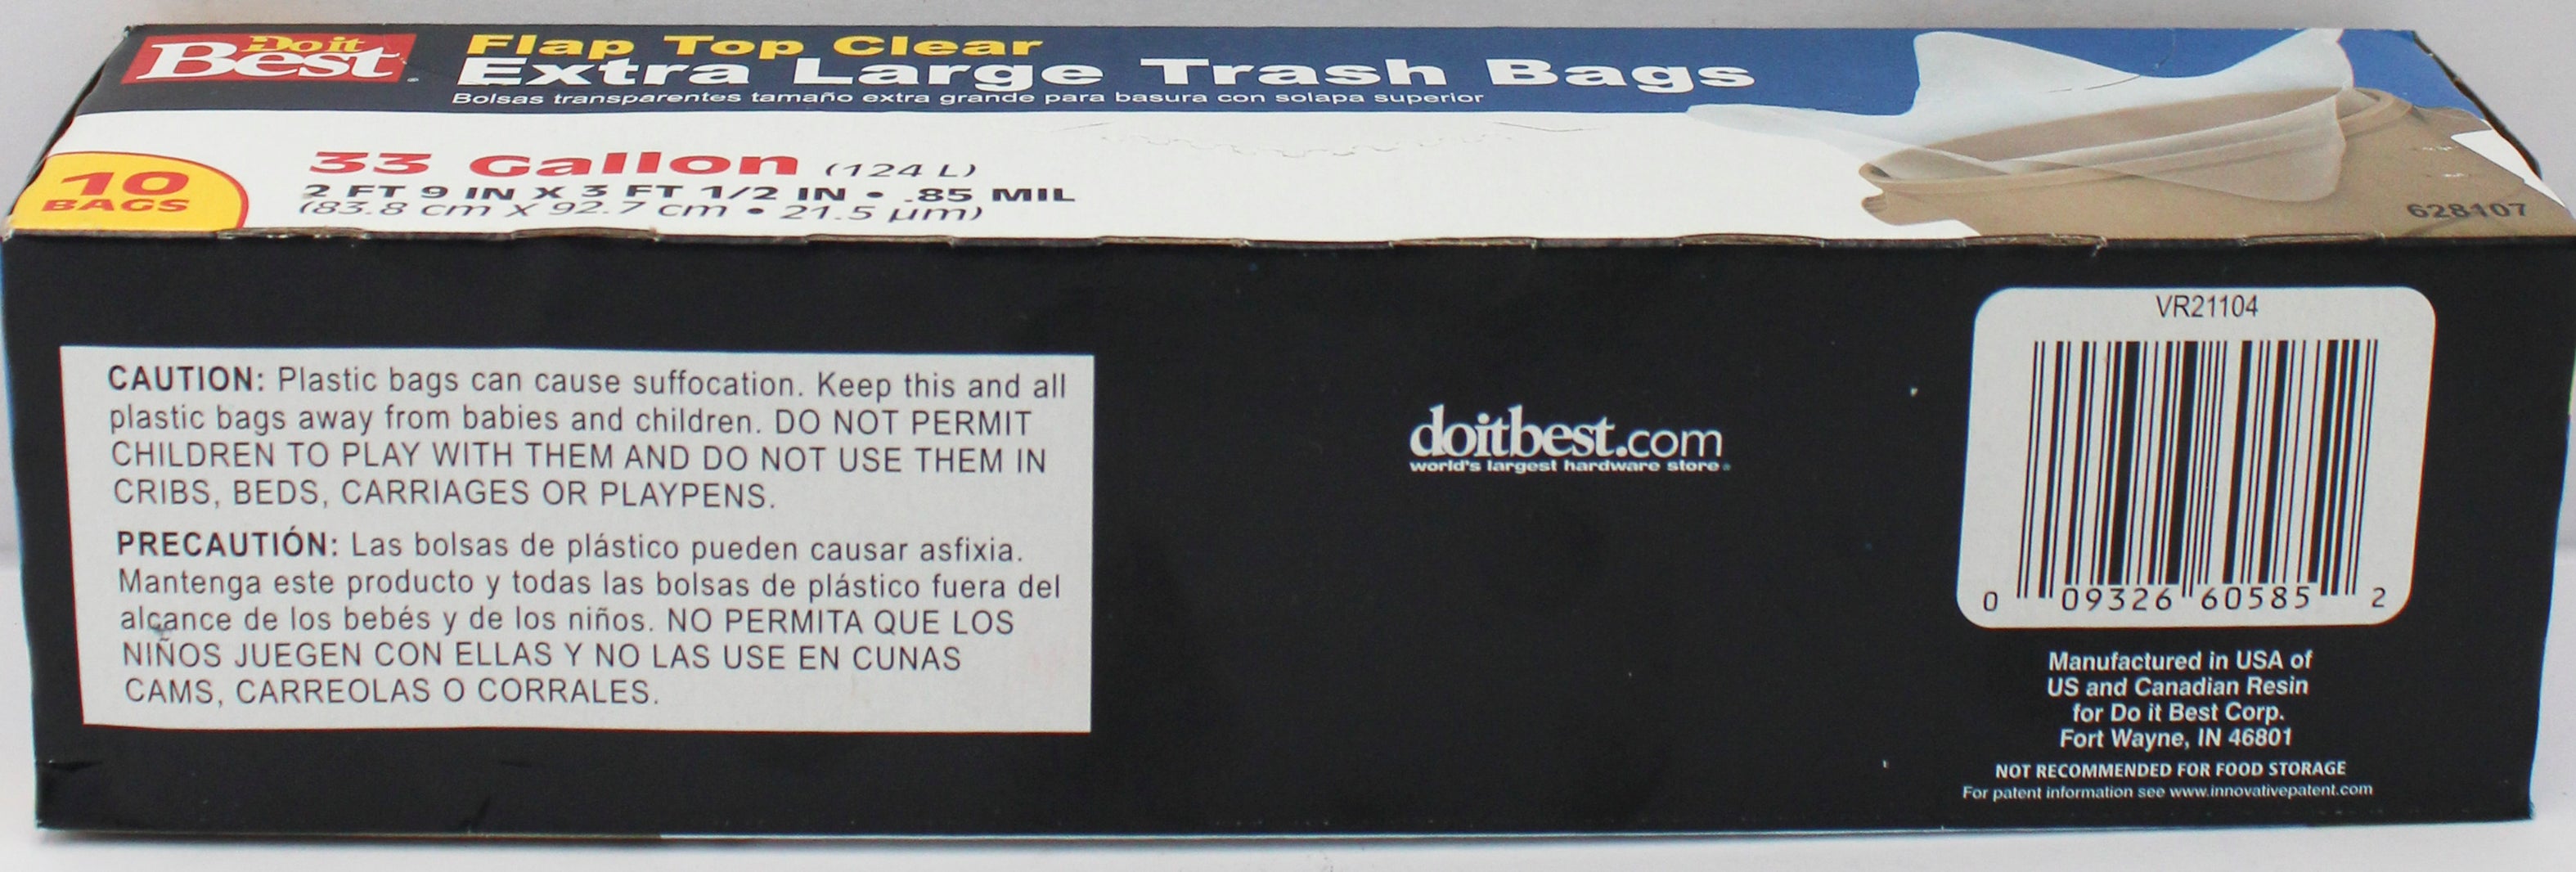 Do it
Best
Flap Top Clear
Extra Large Trash Bags
Bolsas transparentes tamaño extra grande para basura con solapa superior
10
BAGS
33 Gallon (124 L)
2 FT 9 IN X 3 FT 1/2 IN • .85 MIL
(83.8 cm X 92.7 cm • 21.5 µm)
628107
CAUTION: Plastic bags can cause suffocation. Keep this and all
plastic bags away from babies and children. DO NOT PERMIT
CHILDREN TO PLAY WITH THEM AND DO NOT USE THEM IN
CRIBS, BEDS, CARRIAGES OR PLAYPENS.
PRECAUTIÓN: Las bolsas de plástico pueden causar asfixia.
Mantenga este producto y todas las bolsas de plástico fuera del
alcance de los bebés y de los niños. NO PERMITA QUE LOS
NIÑOS JUEGEN CON ELLAS Y NO LAS USE EN CUNAS
CAMS, CARREOLAS O CORRALES.
doitbest.com
world's largest hardware store®
VR21104
0 09326 60585 2
Manufactured in USA of
US and Canadian Resin
for Do it Best Corp.
Fort Wayne, IN 46801
NOT RECOMMENDED FOR FOOD STORAGE
For patent information see www.innovativepatent.com